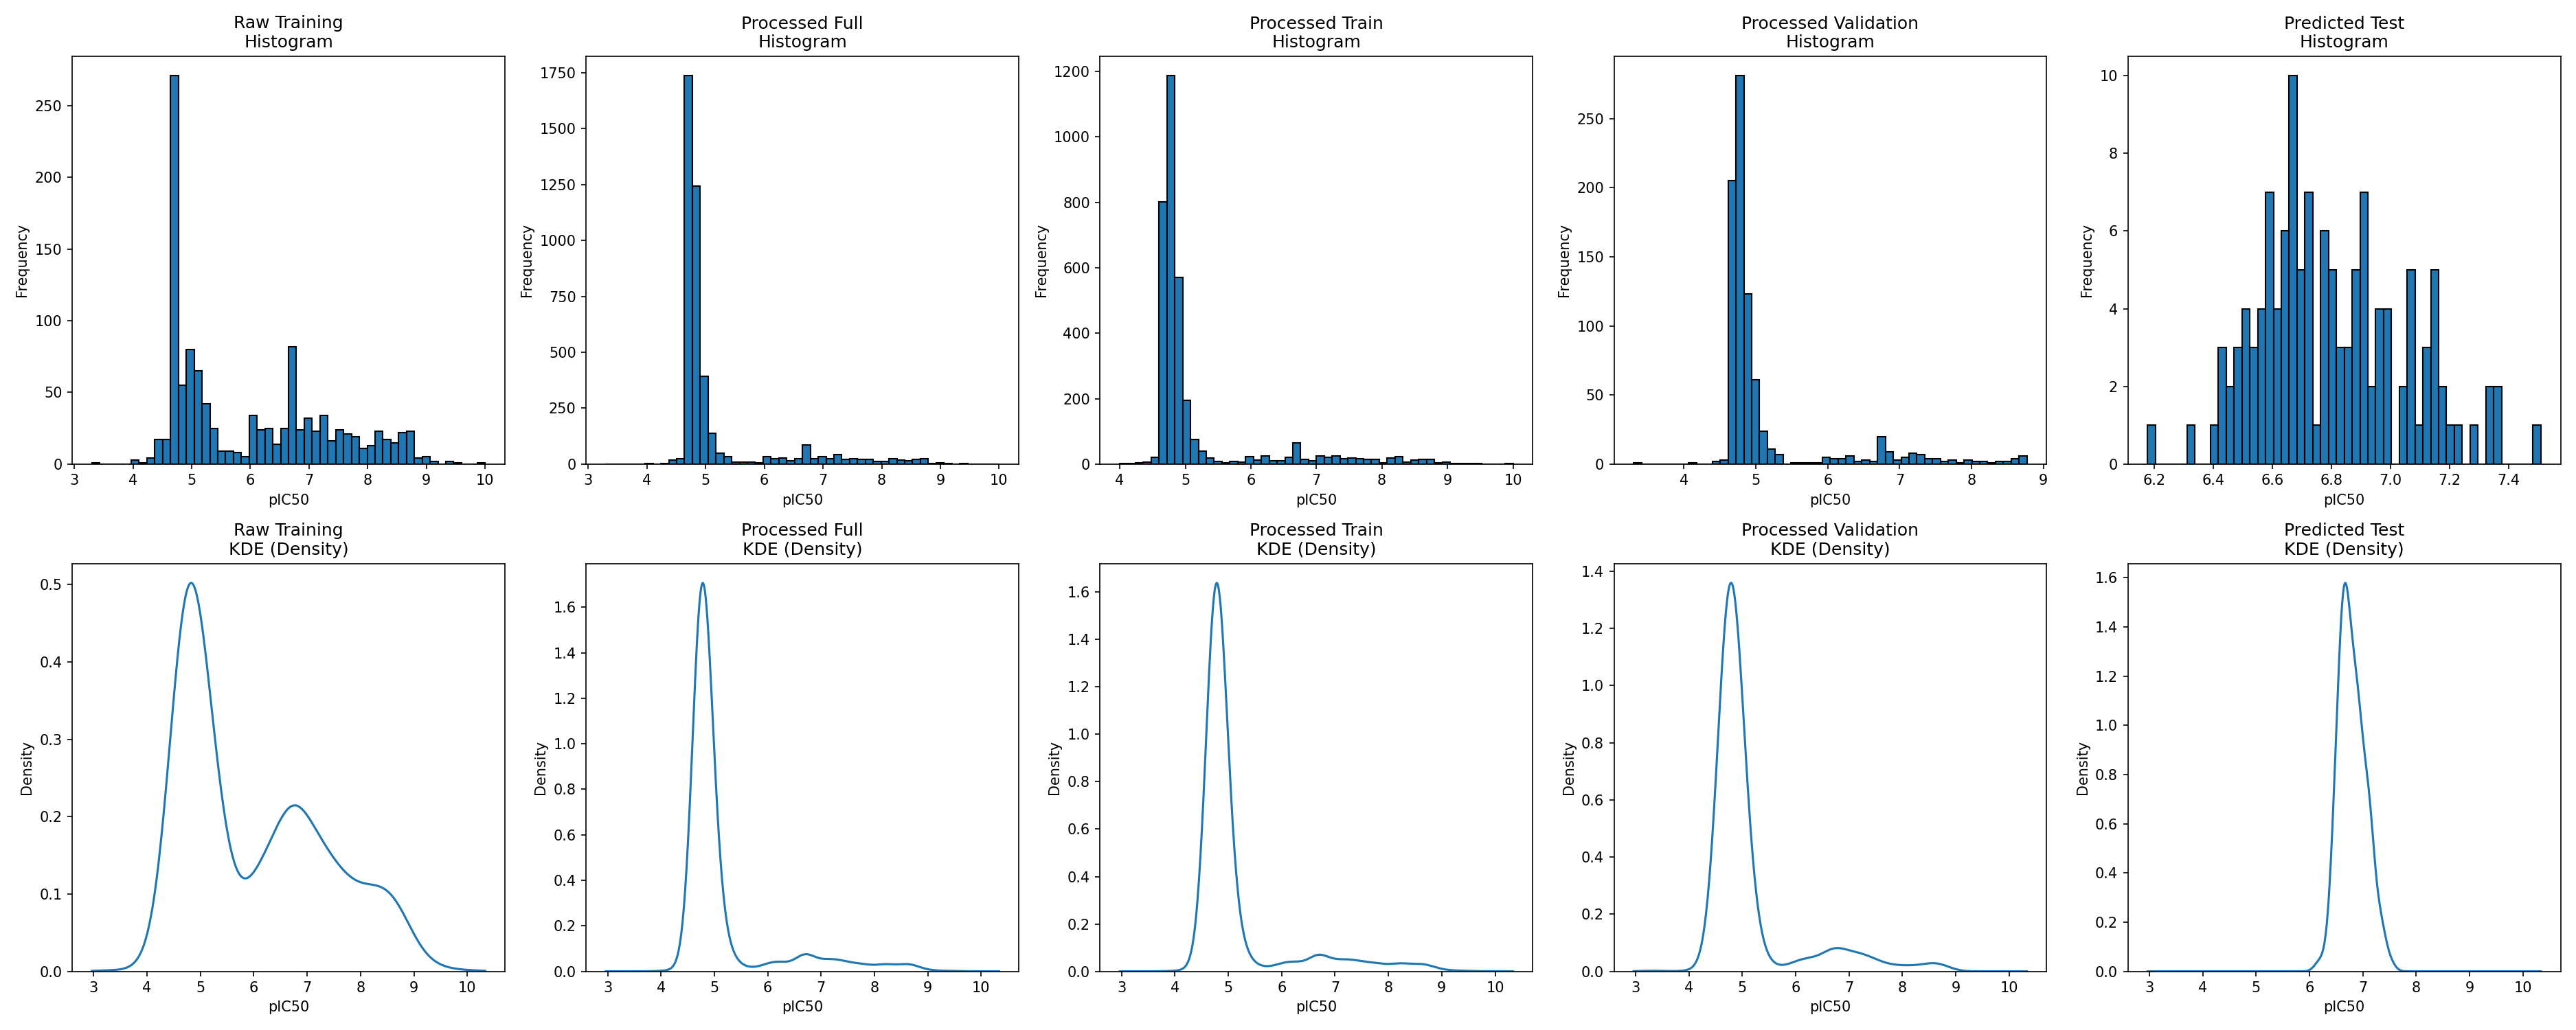 Raw Training
Histogram
Frequency
250
200
150
100
50
0
3 4 5 6 7 8 9 10
pIC50
Processed Full
Histogram
Frequency
1750
1500
1250
1000
750
500
250
0
3 4 5 6 7 8 9 10
pIC50
Processed Train
Histogram
Frequency
1200
1000
800
600
400
200
0
4 5 6 7 8 9 10
pIC50
Processed Validation
Histogram
Frequency
250
200
150
100
50
0
4 5 6 7 8 9
pIC50
Predicted Test
Histogram
Frequency
10
8
6
4
2
0
6.2 6.4 6.6 6.8 7.0 7.2 7.4
pIC50
Raw Training
KDE (Density)
Density
0.5
0.4
0.3
0.2
0.1
0.0
3 4 5 6 7 8 9 10
pIC50
Processed Full
KDE (Density)
Density
1.6
1.4
1.2
1.0
0.8
0.6
0.4
0.2
0.0
3 4 5 6 7 8 9 10
pIC50
Processed Train
KDE (Density)
Density
1.6
1.4
1.2
1.0
0.8
0.6
0.4
0.2
0.0
3 4 5 6 7 8 9 10
pIC50
Processed Validation
KDE (Density)
Density
1.4
1.2
1.0
0.8
0.6
0.4
0.2
0.0
3 4 5 6 7 8 9 10
pIC50
Predicted Test
KDE (Density)
Density
1.6
1.4
1.2
1.0
0.8
0.6
0.4
0.2
0.0
3 4 5 6 7 8 9 10
pIC50